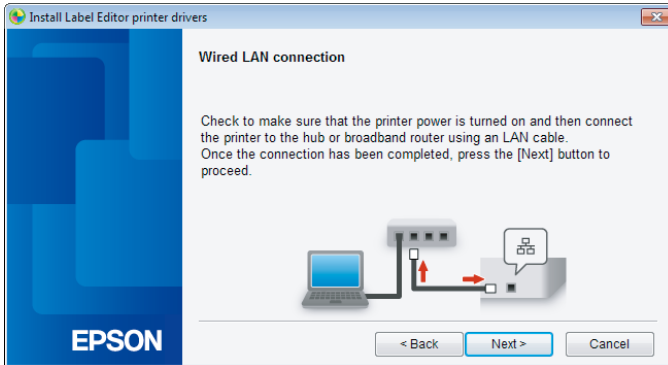 Install Label Editor printer drivers
Wired LAN connection
Check to make sure that the printer power is turned on and then connect
the printer to the hub or broadband router using an LAN cable.
Once the connection has been completed, press the [Next] button to
proceed.
EPSON
< Back
Next >
Cancel